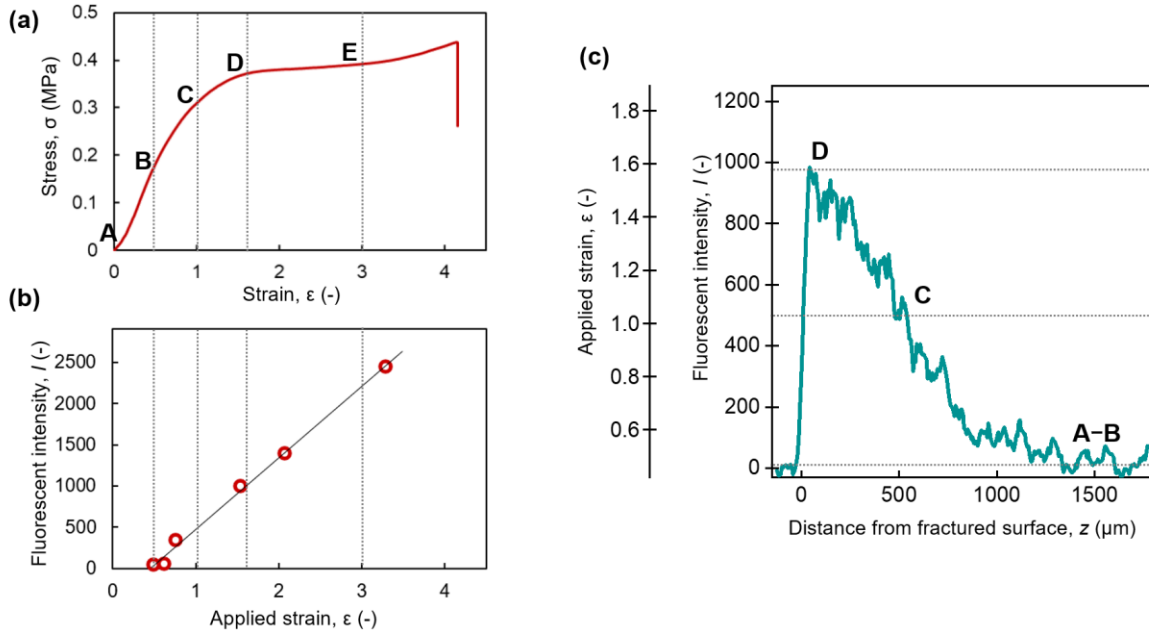 (a)
0.5
0.4
0.3
0.2
0.1
0
Stress, σ (MPa)
A
B
C
D
E
0 1 2 3 4
Strain, ε (-)
(b)
2500
2000
1500
1000
500
0
Fluorescent intensity, I (-)
0 1 2 3 4
Applied strain, ε (-)
(c)
1.8
1.6
1.4
1.2
1.0
0.8
0.6
Applied strain, ε (-)
1200
1000
800
600
400
200
0
Fluorescent intensity, I (-)
D
C
A–B
0 500 1000 1500
Distance from fractured surface, z (µm)